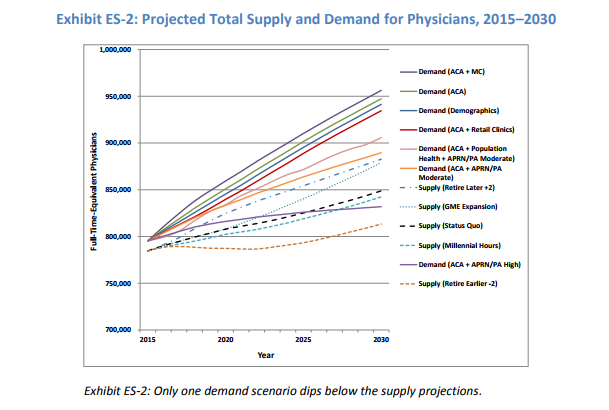 Exhibit ES-2: Projected Total Supply and Demand for Physicians, 2015–2030
1,000,000
950,000
900,000
850,000
800,000
750,000
700,000
Full-Time-Equivalent Physicians
2015
2020
2025
2030
Year
Demand (ACA + MC)
Demand (ACA)
Demand (Demographics)
Demand (ACA + Retail Clinics)
Demand (ACA + Population
Health + APRN/PA Moderate)
Demand (ACA + APRN/PA
Moderate)
Supply (Retire Later +2)
Supply (GME Expansion)
Supply (Status Quo)
Supply (Millennial Hours)
Demand (ACA + APRN/PA High)
Supply (Retire Earlier -2)
Exhibit ES-2: Only one demand scenario dips below the supply projections.